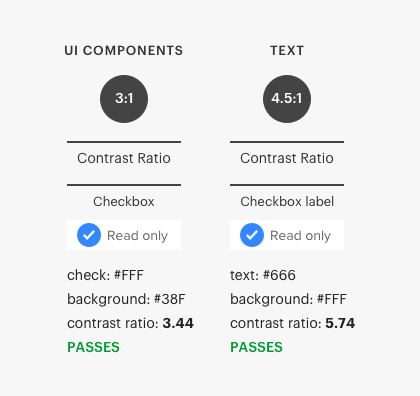 UI COMPONENTS
3:1
Contrast Ratio
Checkbox
Read only
check: #FFF
background: #38F
contrast ratio: 3.44
PASSES
TEXT
4.5:1
Contrast Ratio
Checkbox label
Read only
text: #666
background: #FFF
contrast ratio: 5.74
PASSES